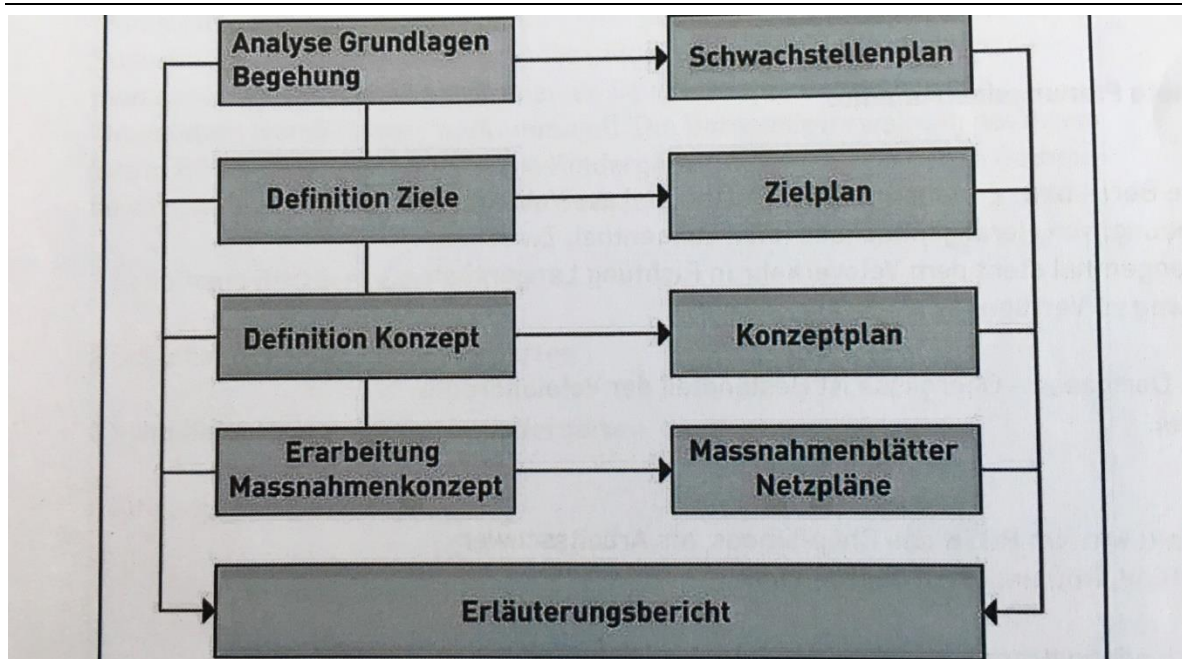 Analyse Grundlagen
Begehung
Schwachstellenplan
Definition Ziele
Zielplan
Definition Konzept
Konzeptplan
Erarbeitung
Massnahmenkonzept
Massnahmenblätter
Netzpläne
Erläuterungsbericht